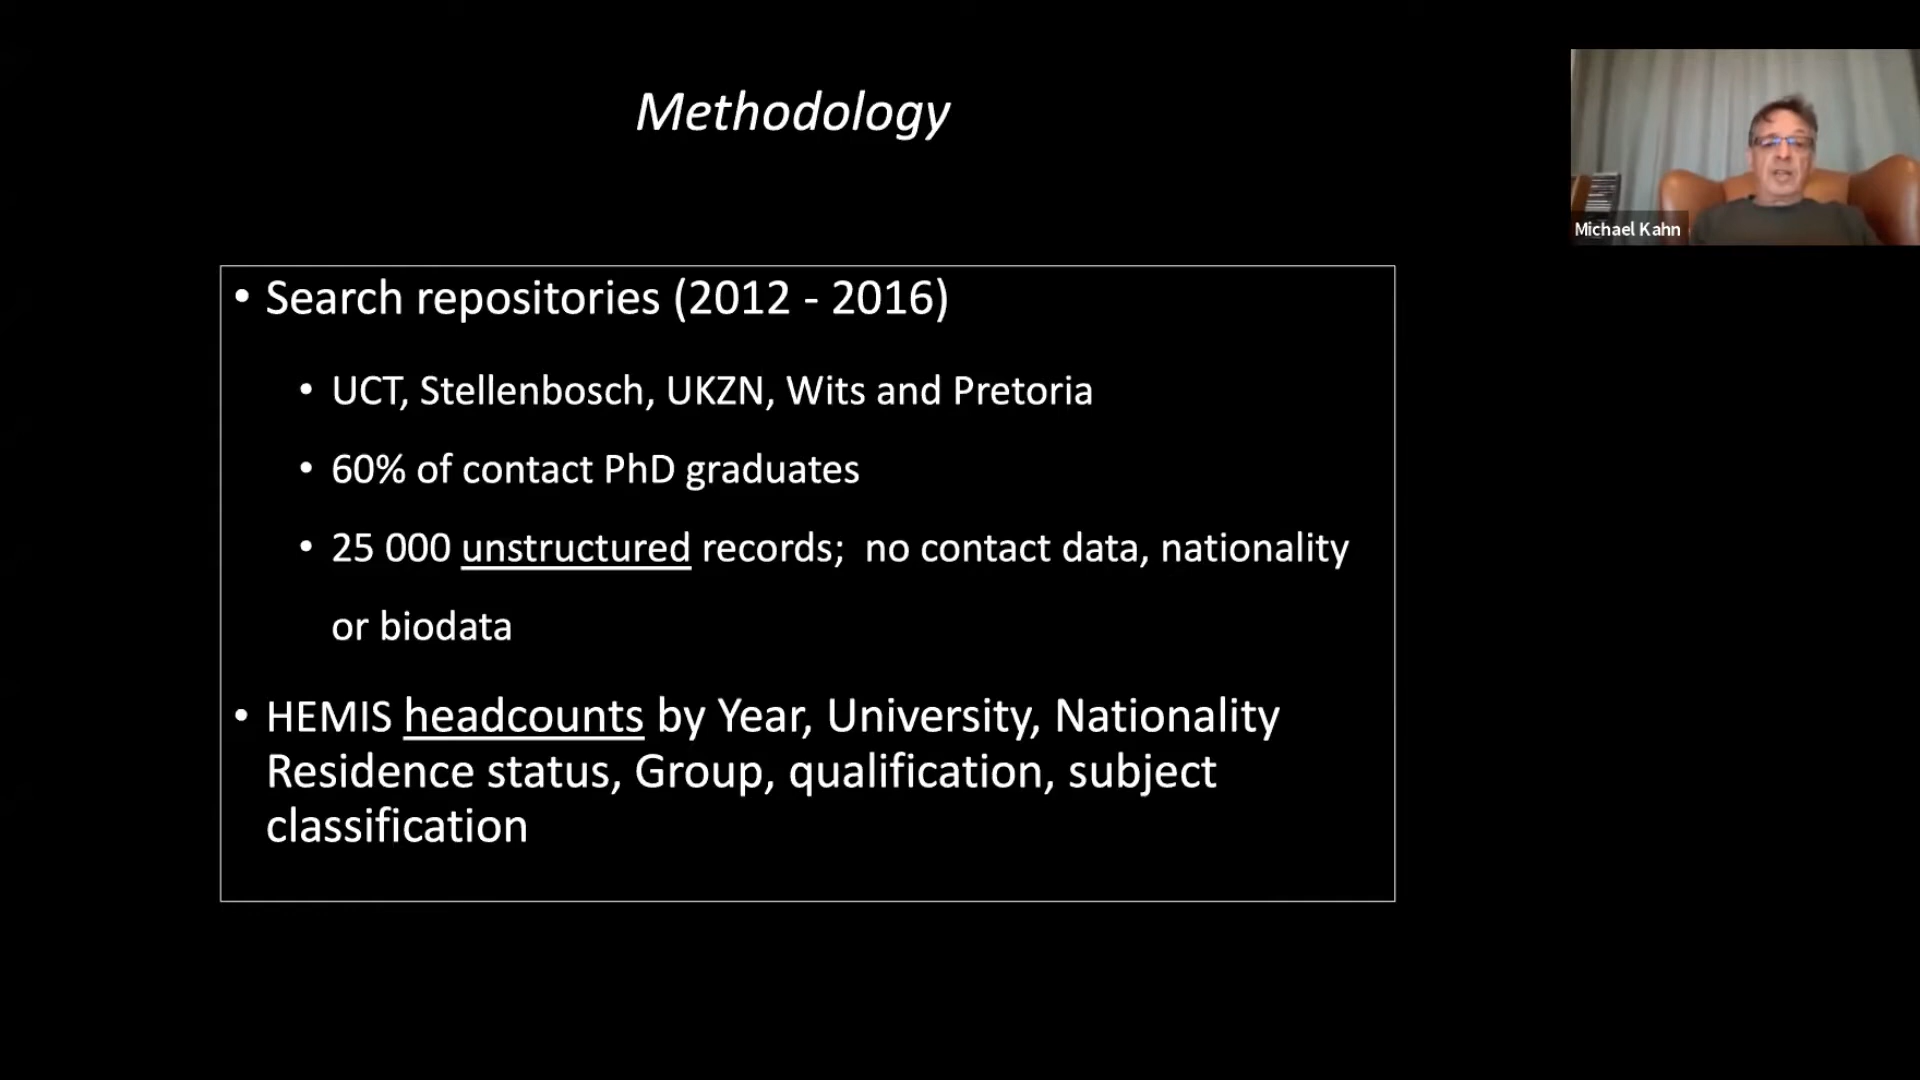 Methodology
Michael Kahn
• Search repositories (2012 - 2016)
• UCT, Stellenbosch, UKZN, Wits and Pretoria
• 60% of contact PhD graduates
• 25 000 unstructured records;  no contact data, nationality
or biodata
• HEMIS headcounts by Year, University, Nationality
Residence status, Group, qualification, subject
classification